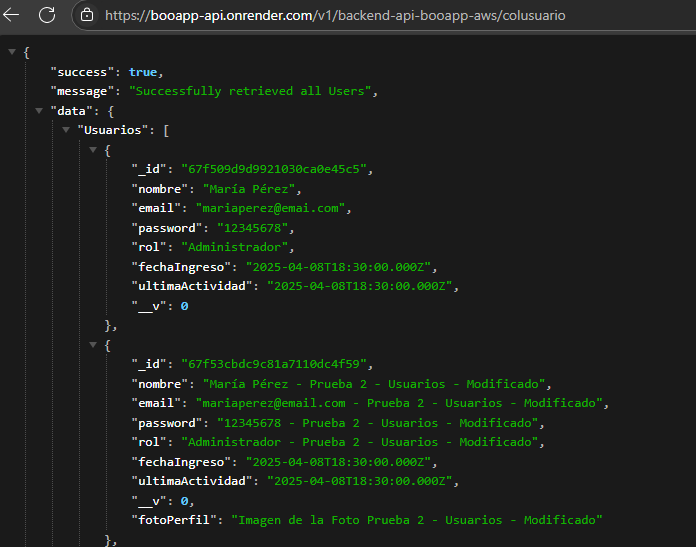 https://booapp-api.onrender.com/v1/backend-api-booapp-aws/colusuario
{
"success": true,
"message": "Successfully retrieved all Users",
"data": {
"Usuarios": [
{
"_id": "67f509d9d9921030ca0e45c5",
"nombre": "María Pérez",
"email": "mariaperez@emai.com",
"password": "12345678",
"rol": "Administrador",
"fechaIngreso": "2025-04-08T18:30:00.000Z",
"ultimaActividad": "2025-04-08T18:30:00.000Z",
"__v": 0
},
{
"_id": "67f53cbdc9c81a7110dc4f59",
"nombre": "María Pérez - Prueba 2 - Usuarios - Modificado",
"email": "mariaperez@email.com - Prueba 2 - Usuarios - Modificado",
"password": "12345678 - Prueba 2 - Usuarios - Modificado",
"rol": "Administrador - Prueba 2 - Usuarios - Modificado",
"fechaIngreso": "2025-04-08T18:30:00.000Z",
"ultimaActividad": "2025-04-08T18:30:00.000Z",
"__v": 0,
"fotoPerfil": "Imagen de la Foto Prueba 2 - Usuarios - Modificado"
},